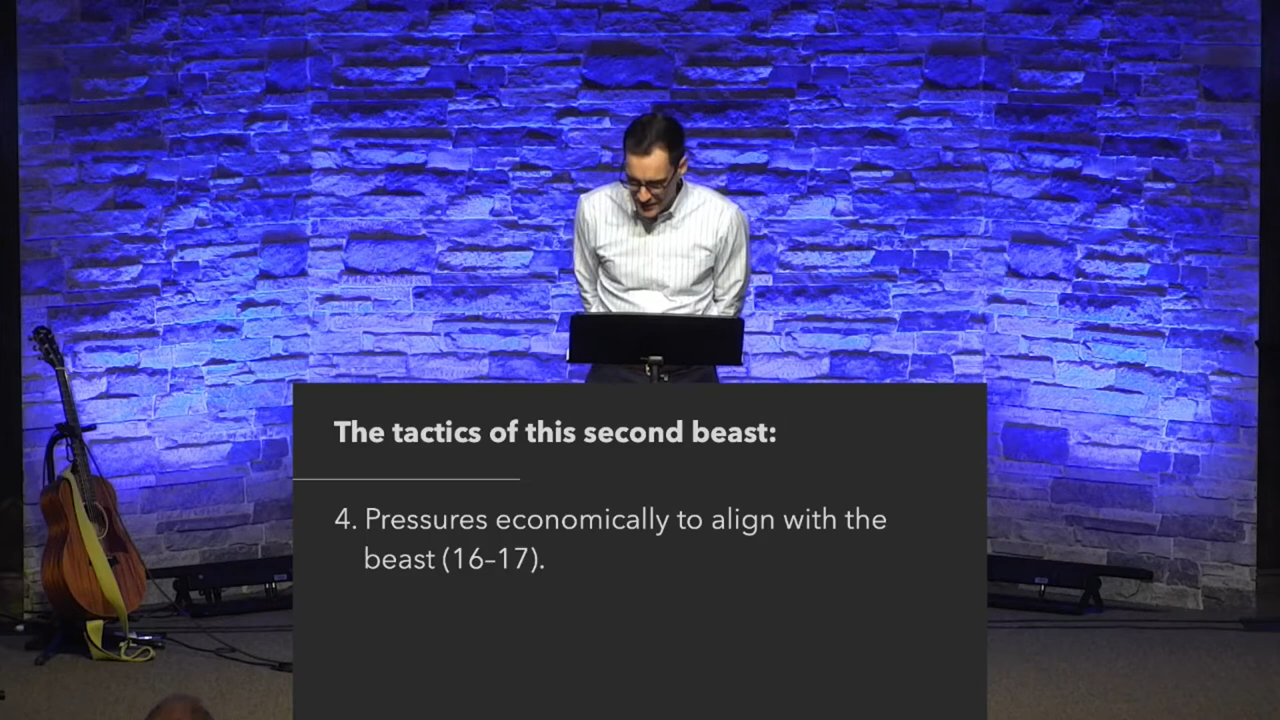 The tactics of this second beast:
4. Pressures economically to align with the
beast (16–17).